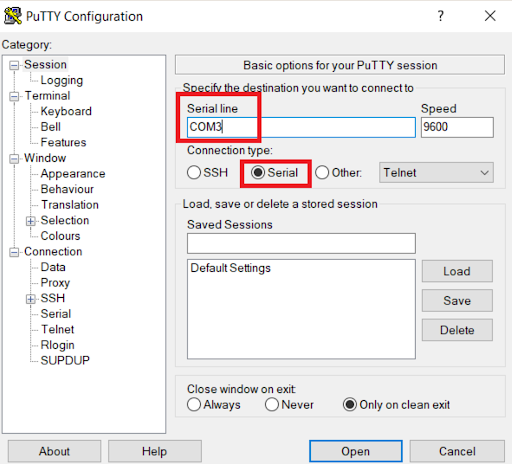 PuTTY Configuration
?
Category:
Session
Logging
Terminal
Keyboard
Bell
Features
Window
Appearance
Behaviour
Translation
Selection
Colours
Connection
Data
Proxy
SSH
Serial
Telnet
Rlogin
SUPDUP
Basic options for your PuTTY session
Specify the destination you want to connect to
Serial line Speed
COM3 9600
Connection type:
SSH Serial Other: Telnet
Load, save or delete a stored session
Saved Sessions
Default Settings
Load
Save
Delete
Close window on exit:
Always Never Only on clean exit
About Help Open Cancel